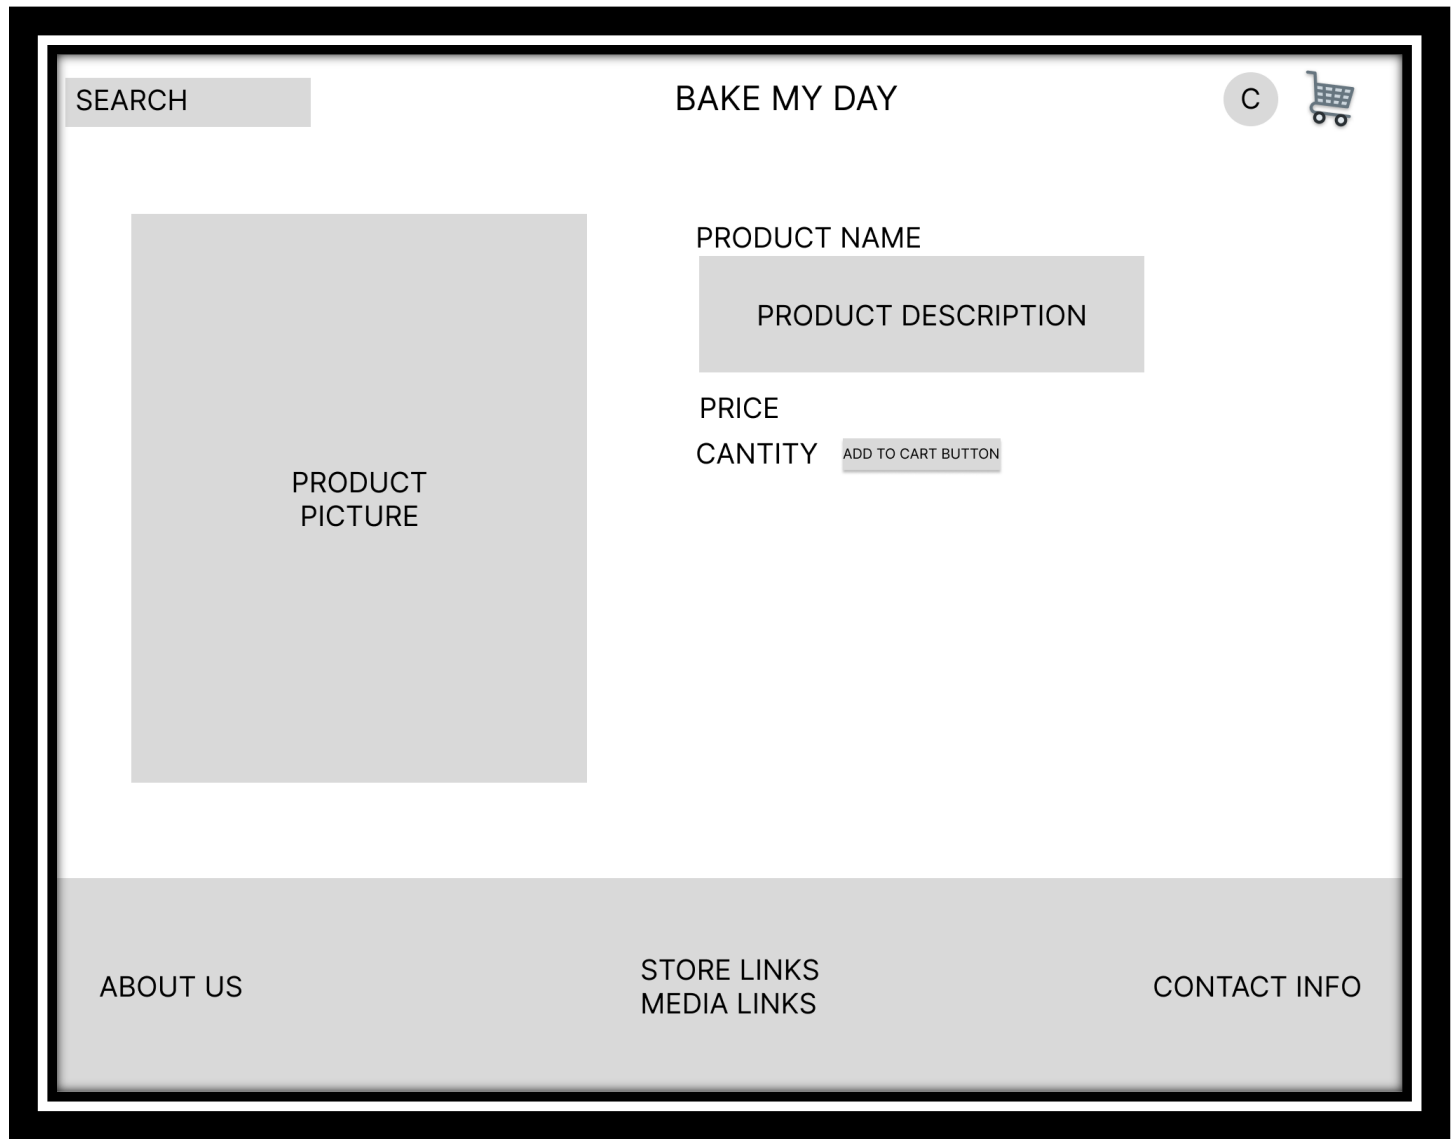 SEARCH
BAKE MY DAY
C
PRODUCT NAME
PRODUCT DESCRIPTION
PRICE
CANTITY
ADD TO CART BUTTON
PRODUCT
PICTURE
ABOUT US
STORE LINKS
MEDIA LINKS
CONTACT INFO